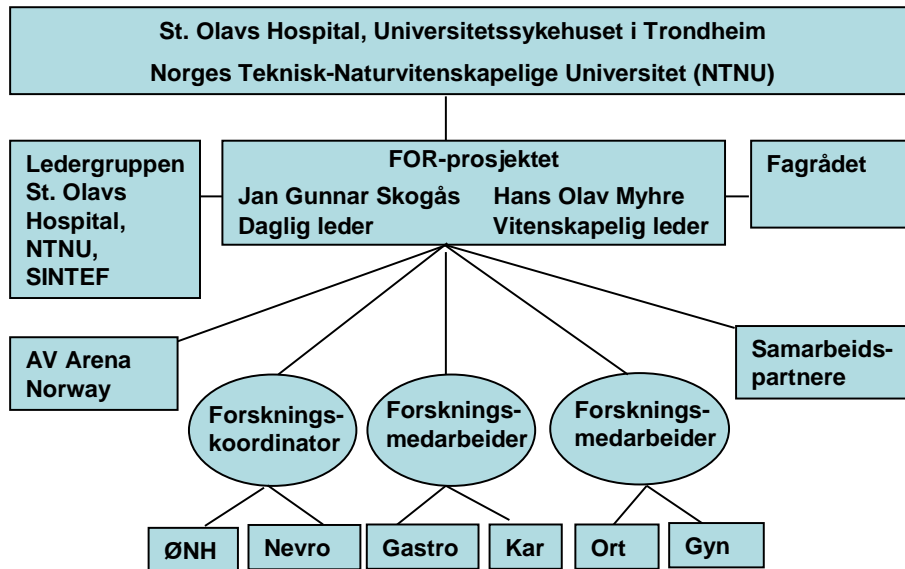 St. Olavs Hospital, Universitetssykehuset i Trondheim
Norges Teknisk-Naturvitenskapelige Universitet (NTNU)
Ledergruppen
St. Olavs
Hospital,
NTNU,
SINTEF
FOR-prosjektet
Jan Gunnar Skogås Hans Olav Myhre
Daglig leder Vitenskapelig leder
Fagrådet
AV Arena
Norway
Samarbeids-
partnere
Forsknings-
koordinator
Forsknings-
medarbeider
Forsknings-
medarbeider
ØNH
Nevro
Gastro
Kar
Ort
Gyn